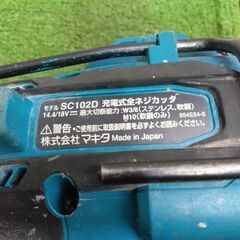 モデル SC102D 充電式全ネジカッタ
14.4/18V⎓ 最大切断能力:W3/8(ステンレス,軟鋼)
M10(軟鋼のみ) 854E84-8
⚠警告:ご使用前に取扱説明書をよくお読みください。
株式会社マキタ Made in Japan